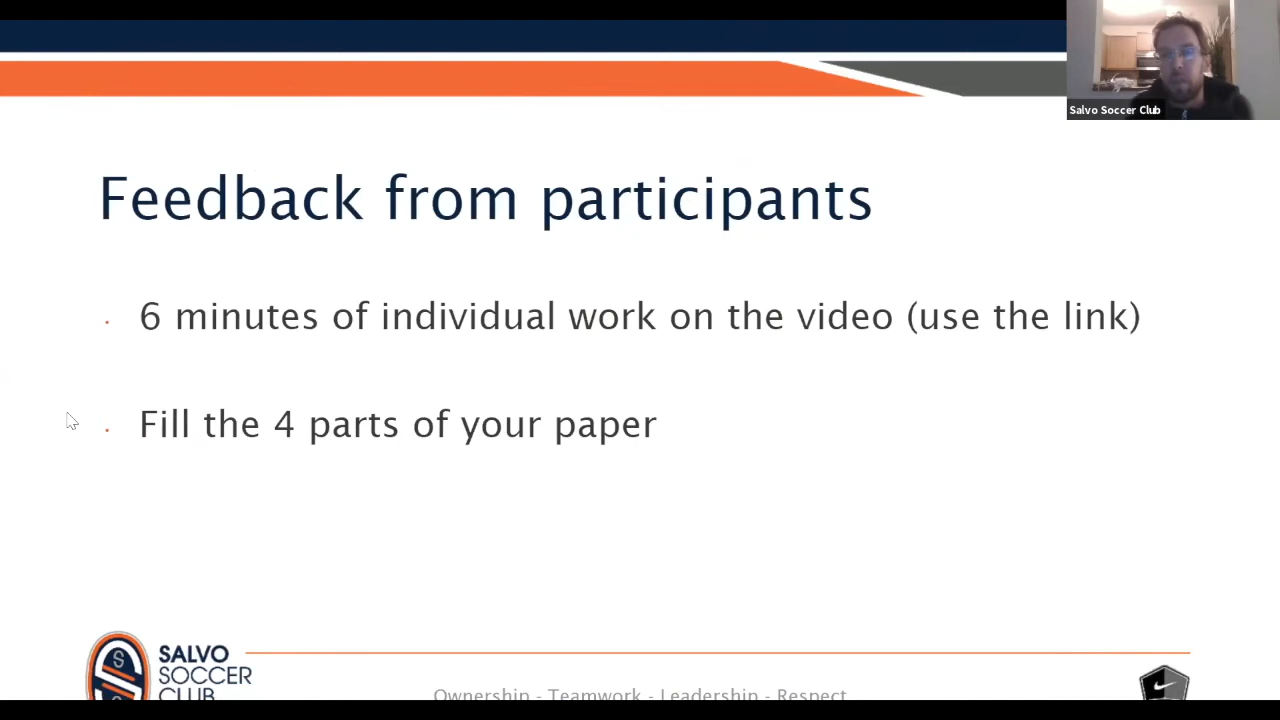 Salvo Soccer Club
Feedback from participants
6 minutes of individual work on the video (use the link)
Fill the 4 parts of your paper
SALVO
SOCCER
CLUB
Ownership - Teamwork - Leadership - Respect